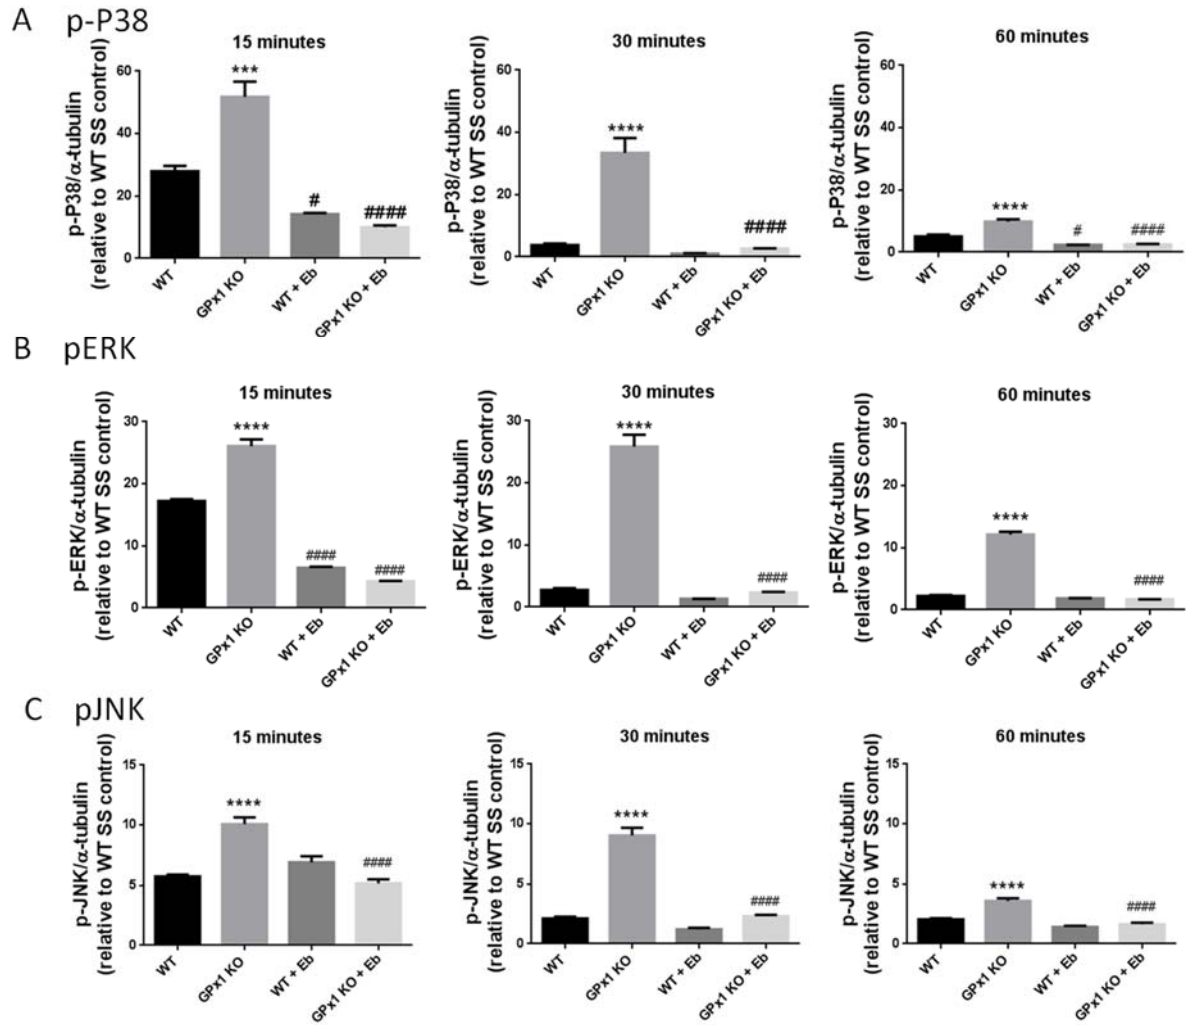 A p-P38
15 minutes
p-P38/α-tubulin
(relative to WT SS control)
60
40
20
0
***
#
####
WT
GPx1 KO
WT + Eb
GPx1 KO + Eb
30 minutes
p-P38/α-tubulin
(relative to WT SS control)
60
40
20
0
****
####
WT
GPx1 KO
WT + Eb
GPx1 KO + Eb
60 minutes
p-P38/α-tubulin
(relative to WT SS control)
60
40
20
0
****
#
####
WT
GPx1 KO
WT + Eb
GPx1 KO + Eb
B pERK
15 minutes
p-ERK/α-tubulin
(relative to WT SS control)
30
20
10
0
****
####
####
WT
GPx1 KO
WT + Eb
GPx1 KO + Eb
30 minutes
p-ERK/α-tubulin
(relative to WT SS control)
30
20
10
0
****
####
WT
GPx1 KO
WT + Eb
GPx1 KO + Eb
60 minutes
p-ERK/α-tubulin
(relative to WT SS control)
30
20
10
0
****
####
WT
GPx1 KO
WT + Eb
GPx1 KO + Eb
C pJNK
15 minutes
p-JNK/α-tubulin
(relative to WT SS control)
15
10
5
0
****
####
WT
GPx1 KO
WT + Eb
GPx1 KO + Eb
30 minutes
p-JNK/α-tubulin
(relative to WT SS control)
15
10
5
0
****
####
WT
GPx1 KO
WT + Eb
GPx1 KO + Eb
60 minutes
p-JNK/α-tubulin
(relative to WT SS control)
15
10
5
0
****
####
WT
GPx1 KO
WT + Eb
GPx1 KO + Eb